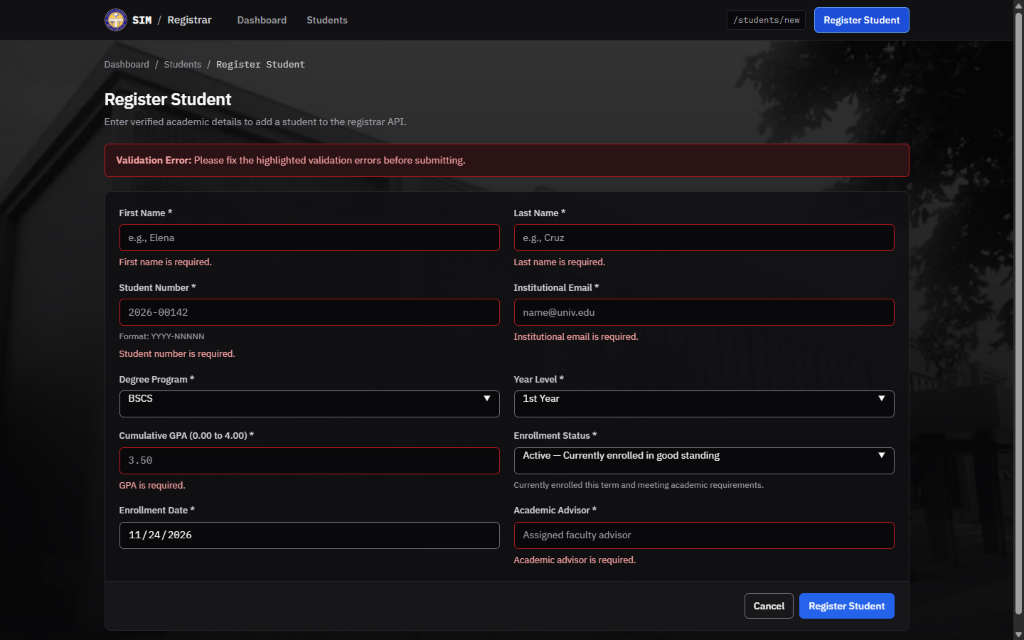 SIM / Registrar Dashboard Students /students/new Register Student
Dashboard / Students / Register Student
Register Student
Enter verified academic details to add a student to the registrar API.
Validation Error: Please fix the highlighted validation errors before submitting.
First Name * Last Name *
e.g., Elena e.g., Cruz
First name is required. Last name is required.
Student Number * Institutional Email *
2026-00142 name@univ.edu
Format: YYYY-NNNNN Institutional email is required.
Student number is required.
Degree Program * Year Level *
BSCS 1st Year
Cumulative GPA (0.00 to 4.00) * Enrollment Status *
3.50 Active — Currently enrolled in good standing
GPA is required. Currently enrolled this term and meeting academic requirements.
Enrollment Date * Academic Advisor *
11/24/2026 Assigned faculty advisor
Academic advisor is required.
Cancel Register Student